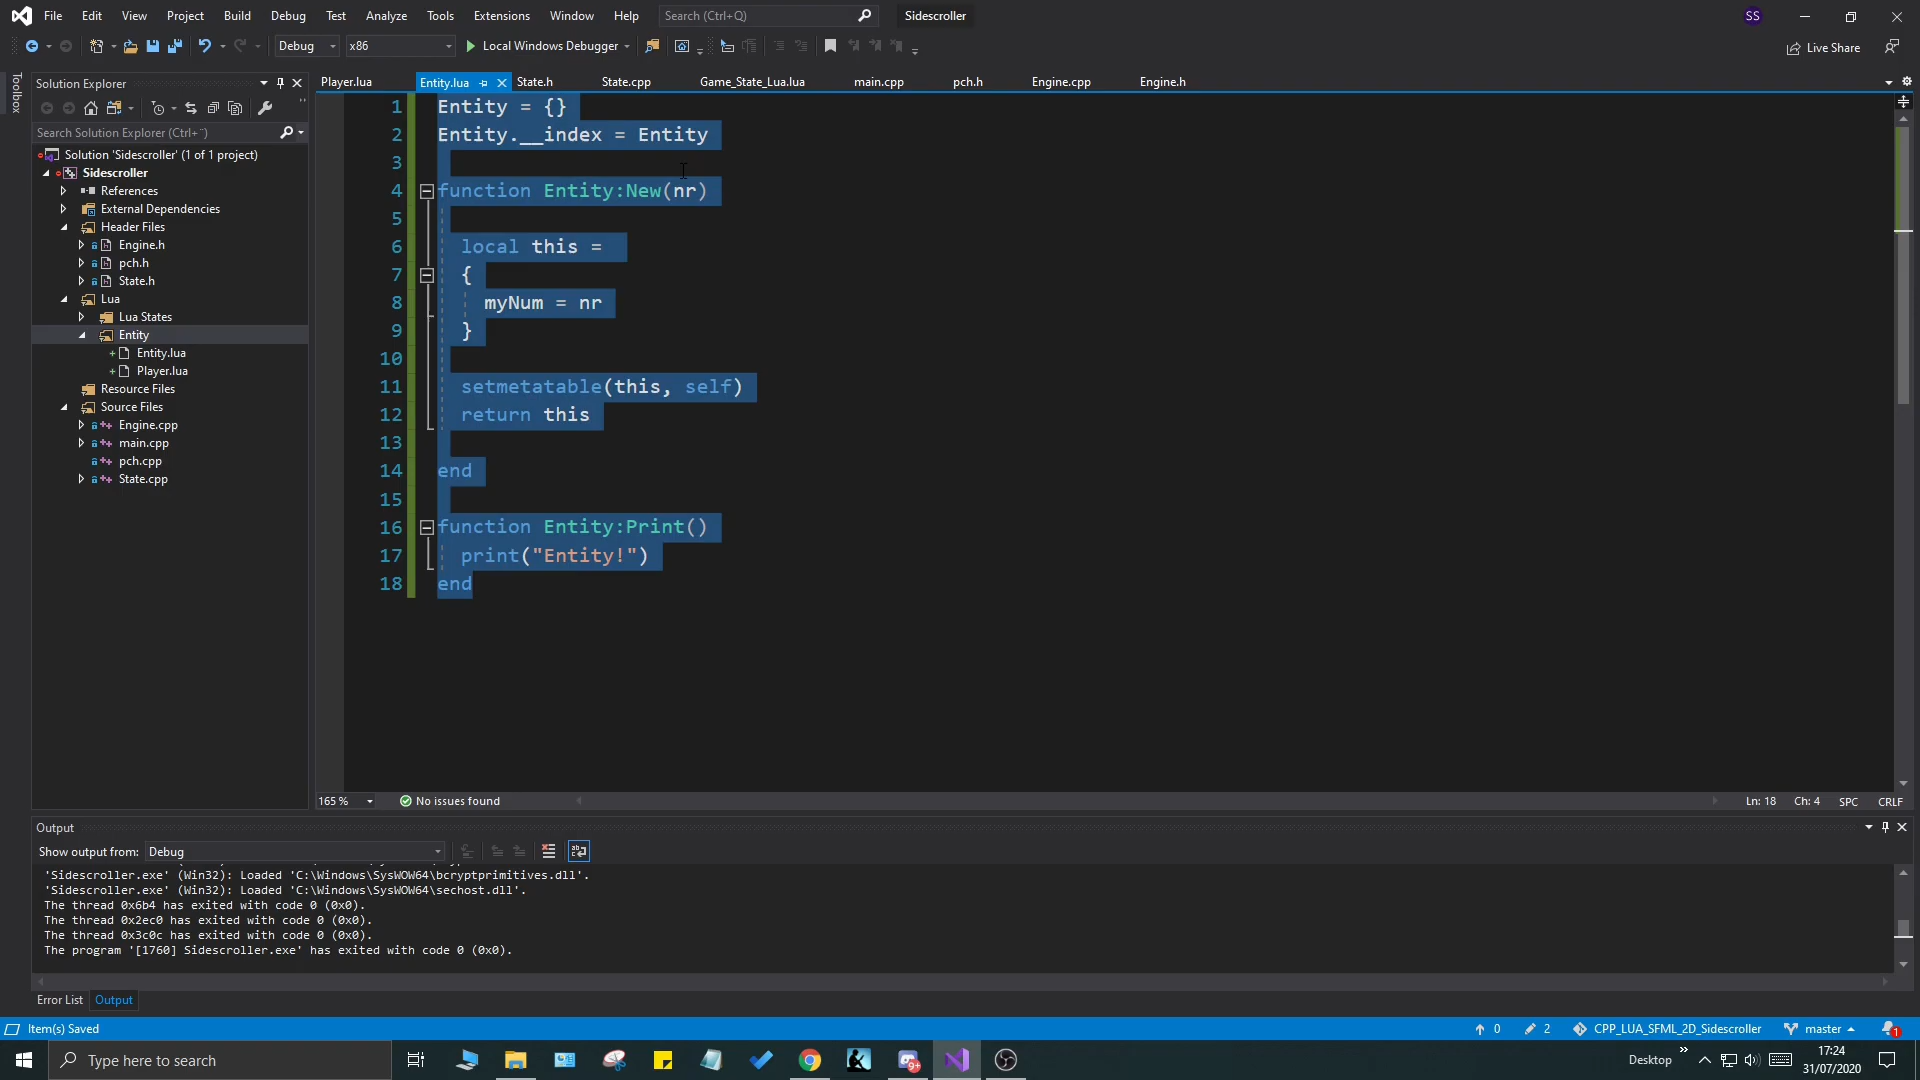 File Edit View Project Build Debug Test Analyze Tools Extensions Window Help Search (Ctrl+Q) Sidescroller SS
Debug x86 Local Windows Debugger Live Share
Toolbox
Solution Explorer
Search Solution Explorer (Ctrl+¨)
Solution 'Sidescroller' (1 of 1 project)
Sidescroller
References
External Dependencies
Header Files
Engine.h
pch.h
State.h
Lua
Lua States
Entity
Entity.lua
Player.lua
Resource Files
Source Files
Engine.cpp
main.cpp
pch.cpp
State.cpp
Player.lua Entity.lua State.h State.cpp Game_State_Lua.lua main.cpp pch.h Engine.cpp Engine.h
1 Entity = {}
2 Entity.__index = Entity
3
4 function Entity:New(nr)
5
6 local this =
7 {
8 myNum = nr
9 }
10
11 setmetatable(this, self)
12 return this
13
14 end
15
16 function Entity:Print()
17 print("Entity!")
18 end
165 % No issues found Ln: 18 Ch: 4 SPC CRLF
Output
Show output from: Debug
'Sidescroller.exe' (Win32): Loaded 'C:\Windows\SysWOW64\bcryptprimitives.dll'.
'Sidescroller.exe' (Win32): Loaded 'C:\Windows\SysWOW64\sechost.dll'.
The thread 0x6b4 has exited with code 0 (0x0).
The thread 0x2ec0 has exited with code 0 (0x0).
The thread 0x3c0c has exited with code 0 (0x0).
The program '[1760] Sidescroller.exe' has exited with code 0 (0x0).
Error List Output
Item(s) Saved 0 2 CPP_LUA_SFML_2D_Sidescroller master 1
Type here to search 9+ Desktop 17:24
31/07/2020